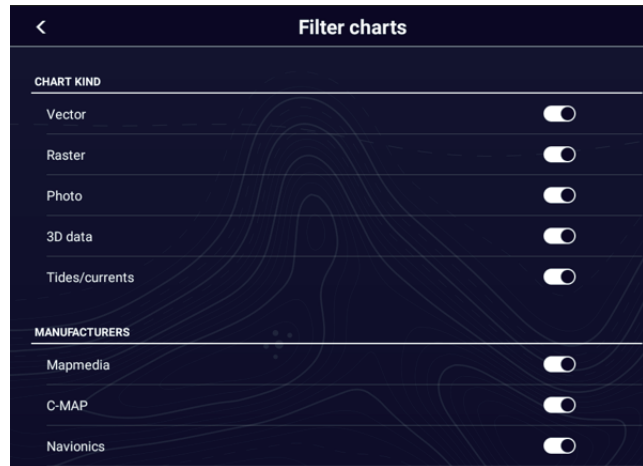 Filter charts
CHART KIND
Vector
Raster
Photo
3D data
Tides/currents
MANUFACTURERS
Mapmedia
C-MAP
Navionics